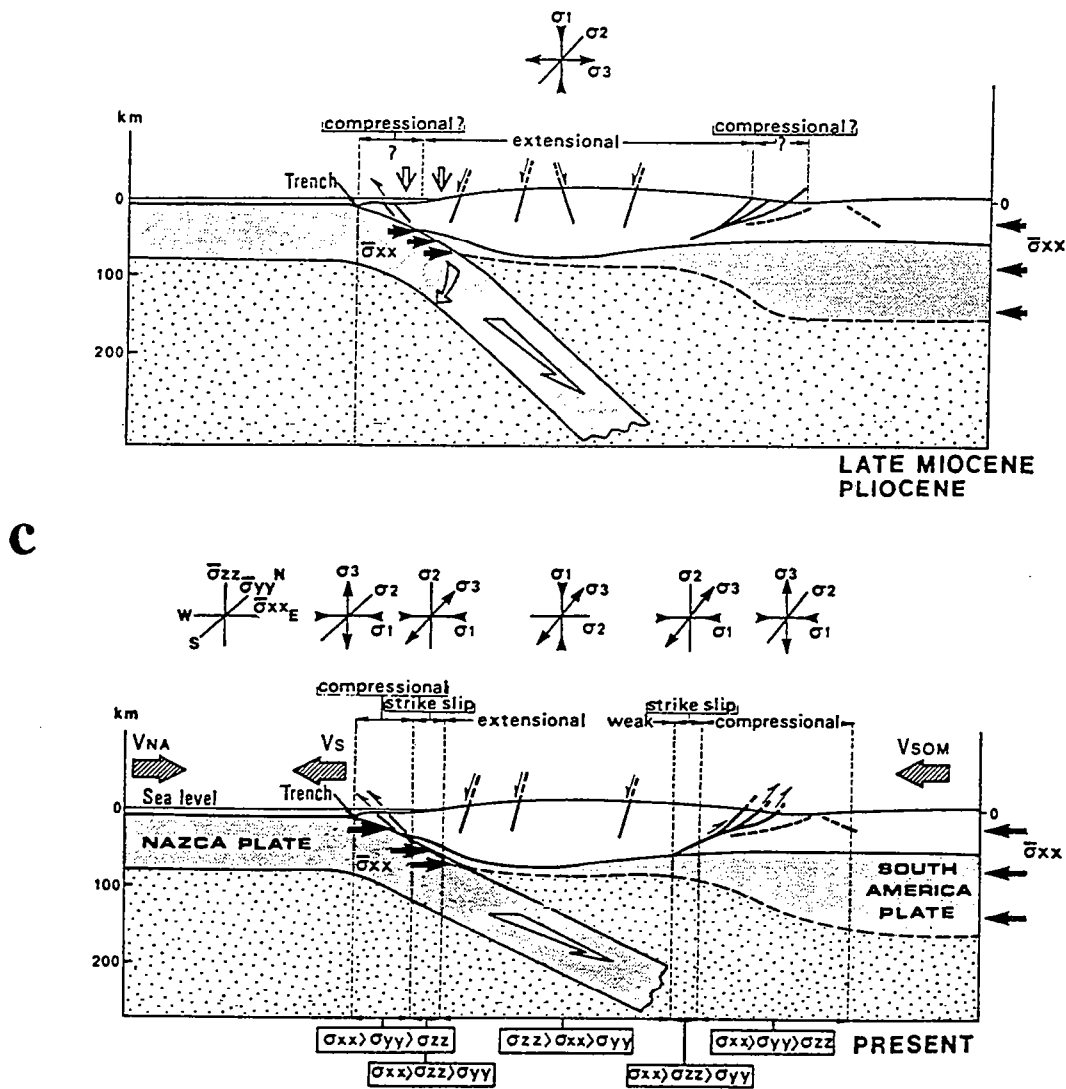 σ1
σ2
σ3
km
compressional?
extensional
compressional?
?
?
Trench
0
0
σ̄xx
σ̄xx
100
200
LATE MIOCENE
PLIOCENE
c
σ̄zz
σ̄yy N
W σ̄xx E
S
σ3
σ2
σ1
σ2
σ3
σ1
σ1
σ3
σ2
σ2
σ3
σ1
σ3
σ2
σ1
compressional
strike slip
strike slip
extensional
weak
compressional
km
VNA
VS
VSOM
Sea level
Trench
0
0
NAZCA PLATE
σ̄xx
σ̄xx
SOUTH
AMERICA
PLATE
100
200
σxx>σyy>σzz
σzz>σxx>σyy
σxx>σyy>σzz
PRESENT
σxx>σzz>σyy
σxx>σzz>σyy